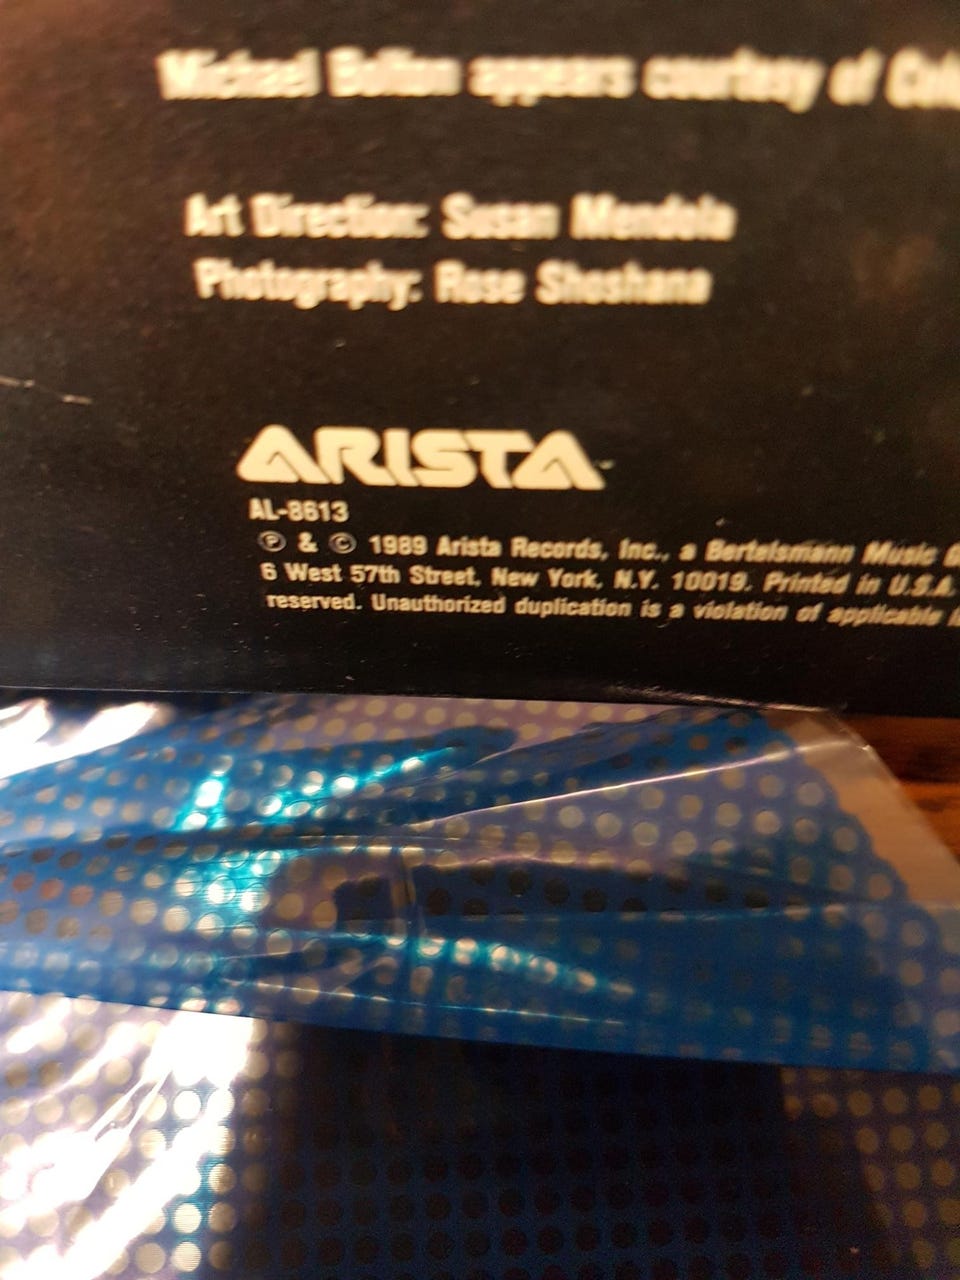 Michael Bolton appears courtesy of
Art Direction: Susan Mendola
Photography: Rose Shoshana
ARISTA
AL-8613
Ⓟ & © 1989 Arista Records, Inc., a Bertelsmann Music
6 West 57th Street, New York, N.Y. 10019. Printed in U.S.A.
reserved. Unauthorized duplication is a violation of applicable